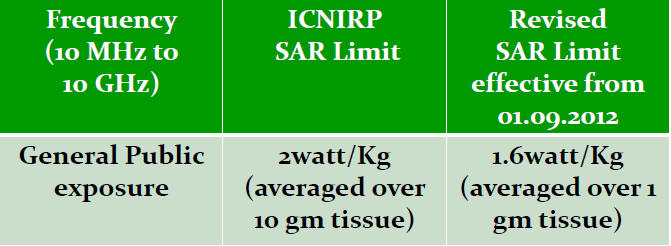 Frequency
(10 MHz to
10 GHz)
ICNIRP
SAR Limit
Revised
SAR Limit
effective from
01.09.2012
General Public
exposure
2watt/Kg
(averaged over
10 gm tissue)
1.6watt/Kg
(averaged over 1
gm tissue)